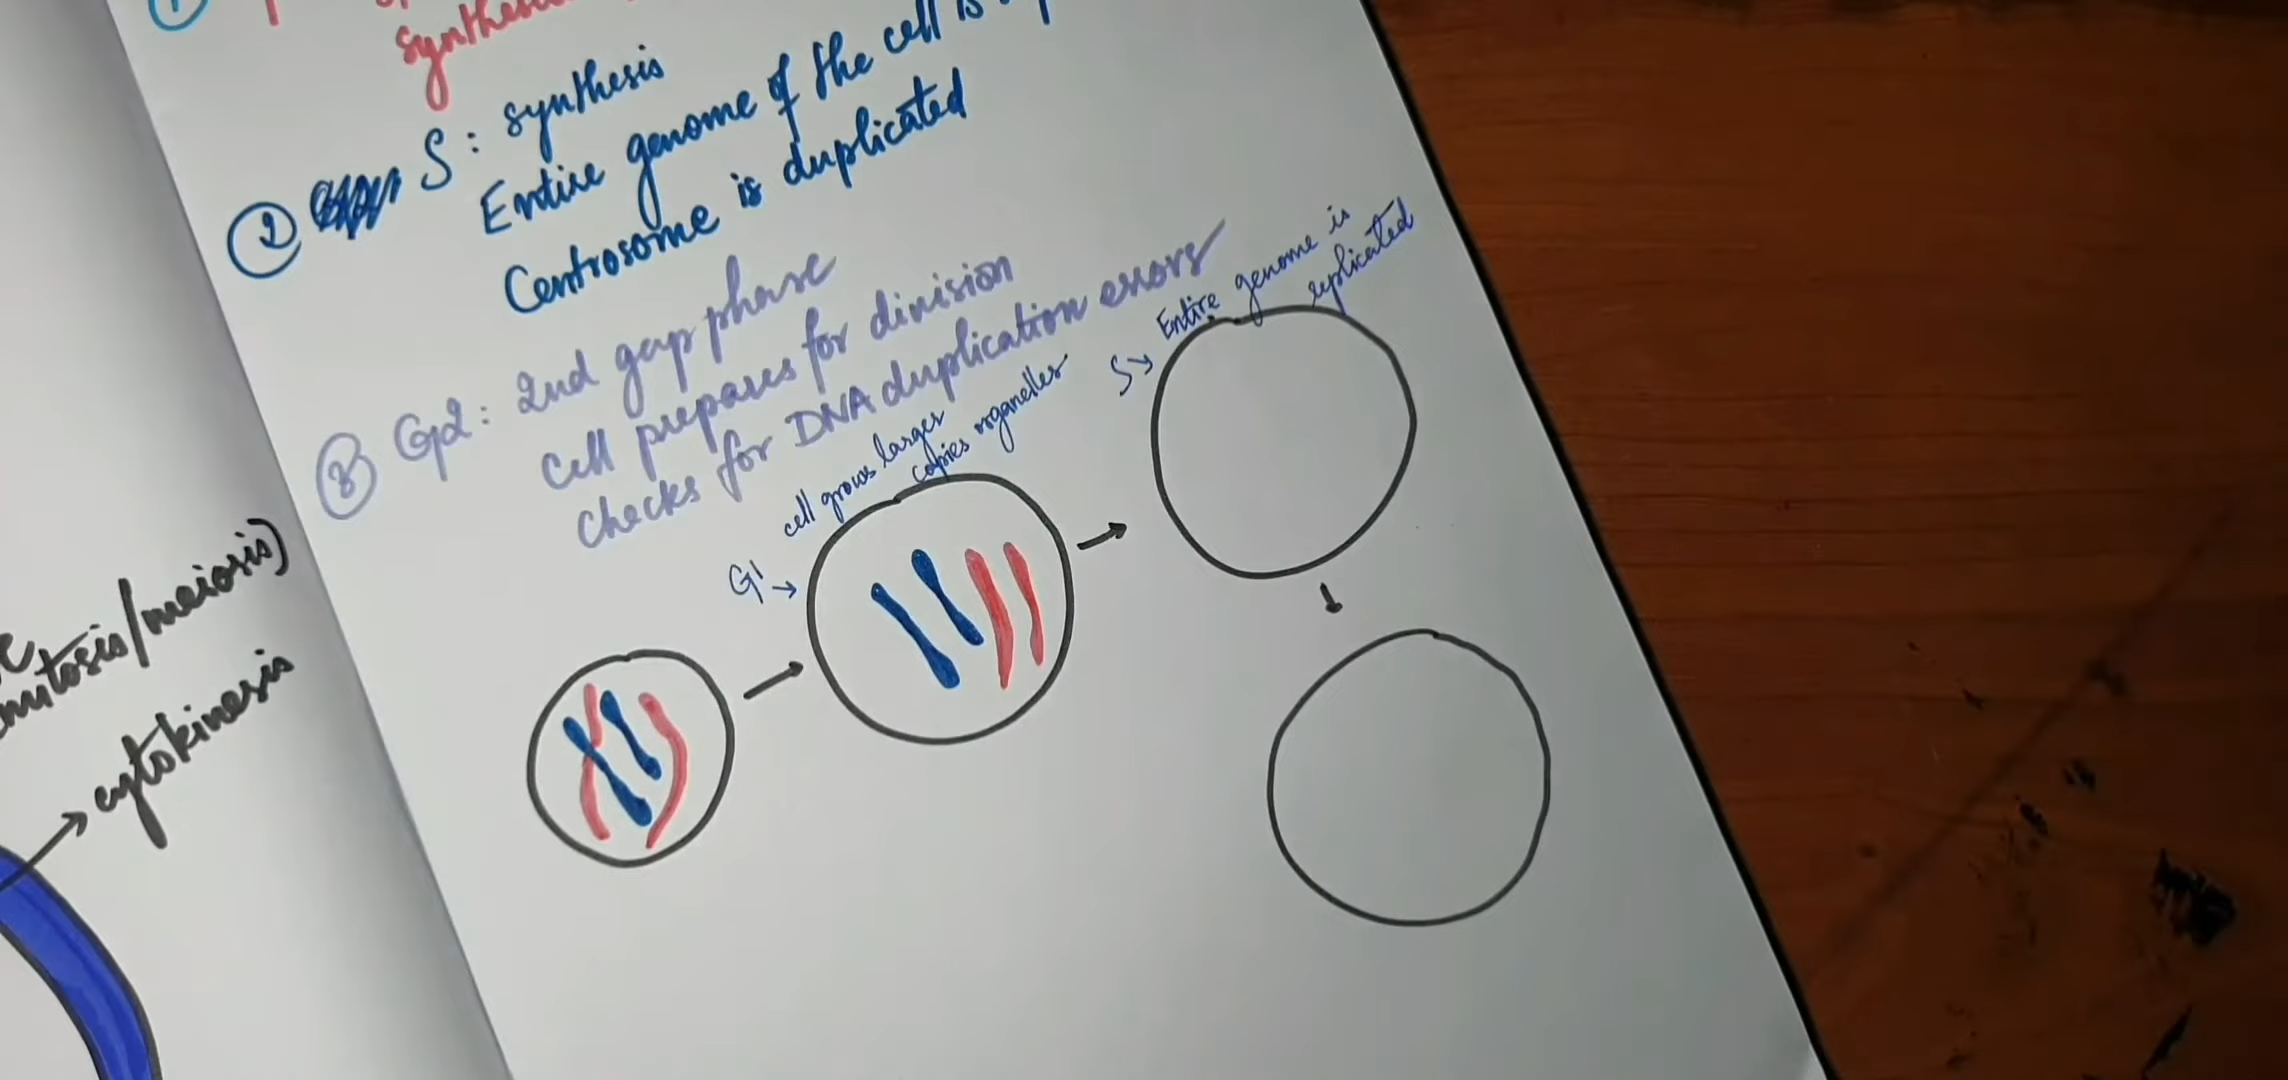 1
synthesis
2 S: synthesis
Entire genome of the cell is
Centrosome is duplicated
3 G2: 2nd gap phase
cell prepares for division
checks for DNA duplication errors
G1 → cell grows larger
copies organelles
S → Entire genome is
replicated
mitosis/meiosis)
cytokinesis